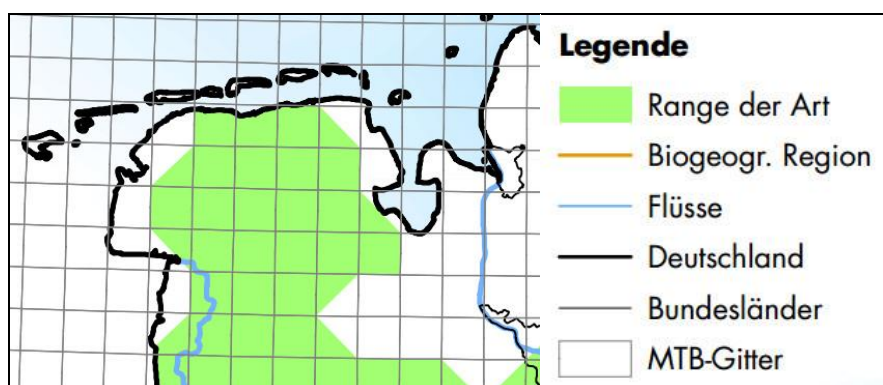 Legende
Range der Art
Biogeogr. Region
Flüsse
Deutschland
Bundesländer
MTB-Gitter